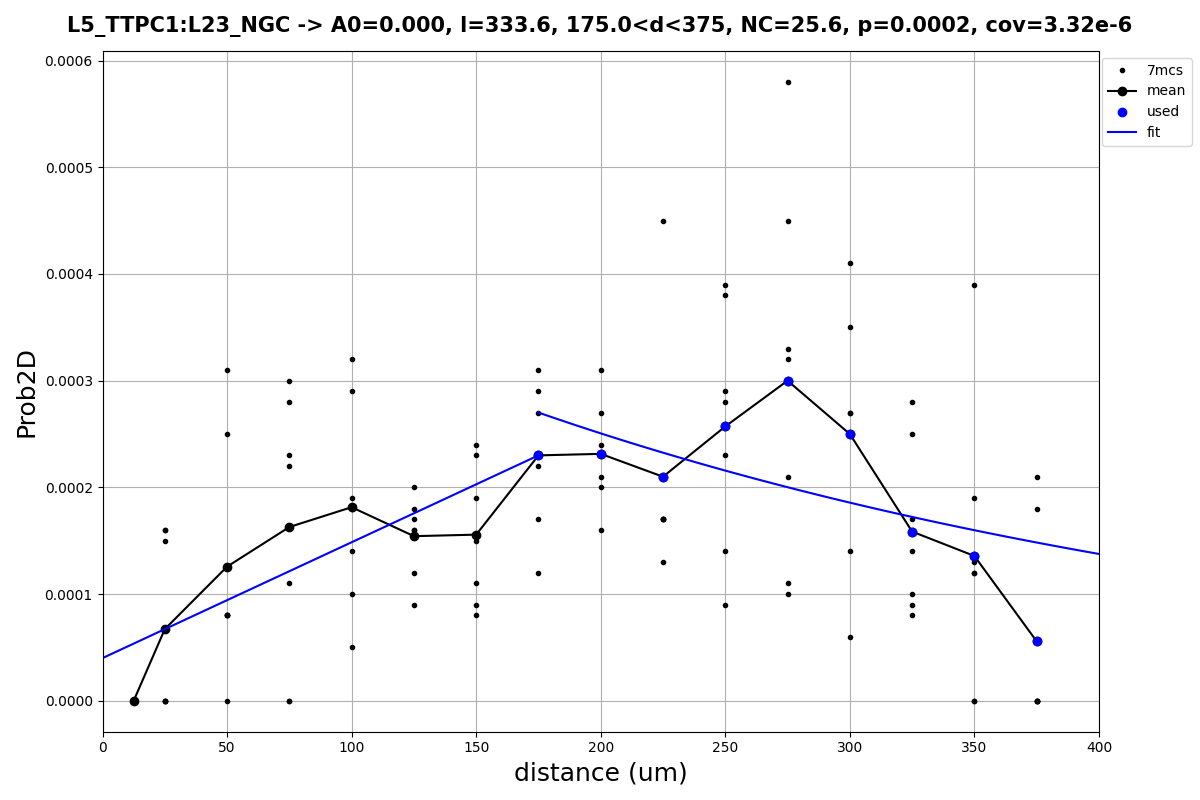 L5_TTPC1:L23_NGC -> A0=0.000, l=333.6, 175.0<d<375, NC=25.6, p=0.0002, cov=3.32e-6
0.0006
0.0005
0.0004
0.0003
0.0002
0.0001
0.0000
Prob2D
0 50 100 150 200 250 300 350 400
distance (um)
7mcs
mean
used
fit